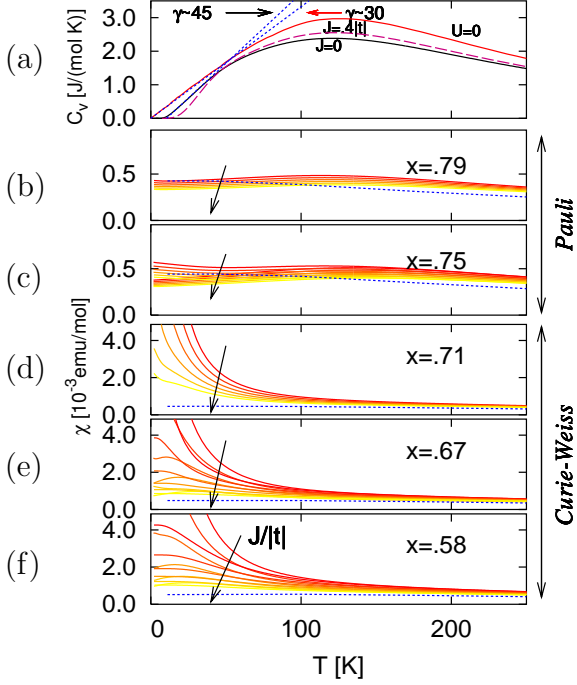 γ~45
γ~30
J=.4|t|
U=0
J=0
(a)
C_v [J/(mol K)]
3.0
2.0
1.0
0.0
(b)
x=.79
0.5
0.0
(c)
x=.75
0.5
0.0
Pauli
(d)
x=.71
4.0
2.0
0.0
χ [10⁻³emu/mol]
(e)
x=.67
4.0
2.0
0.0
Curie-Weiss
(f)
J/|t|
x=.58
4.0
2.0
0.0
0
100
200
T [K]